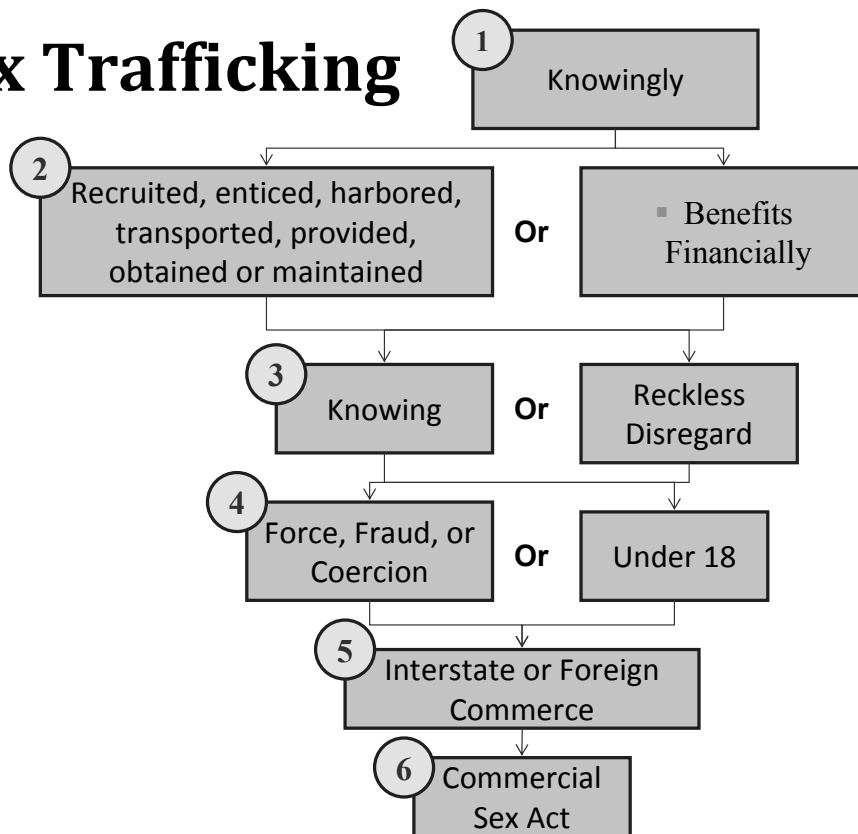 x Trafficking
1
Knowingly
2
Recruited, enticed, harbored,
transported, provided,
obtained or maintained
Or
▪ Benefits
Financially
3
Knowing
Or
Reckless
Disregard
4
Force, Fraud, or
Coercion
Or
Under 18
5
Interstate or Foreign
Commerce
6
Commercial
Sex Act